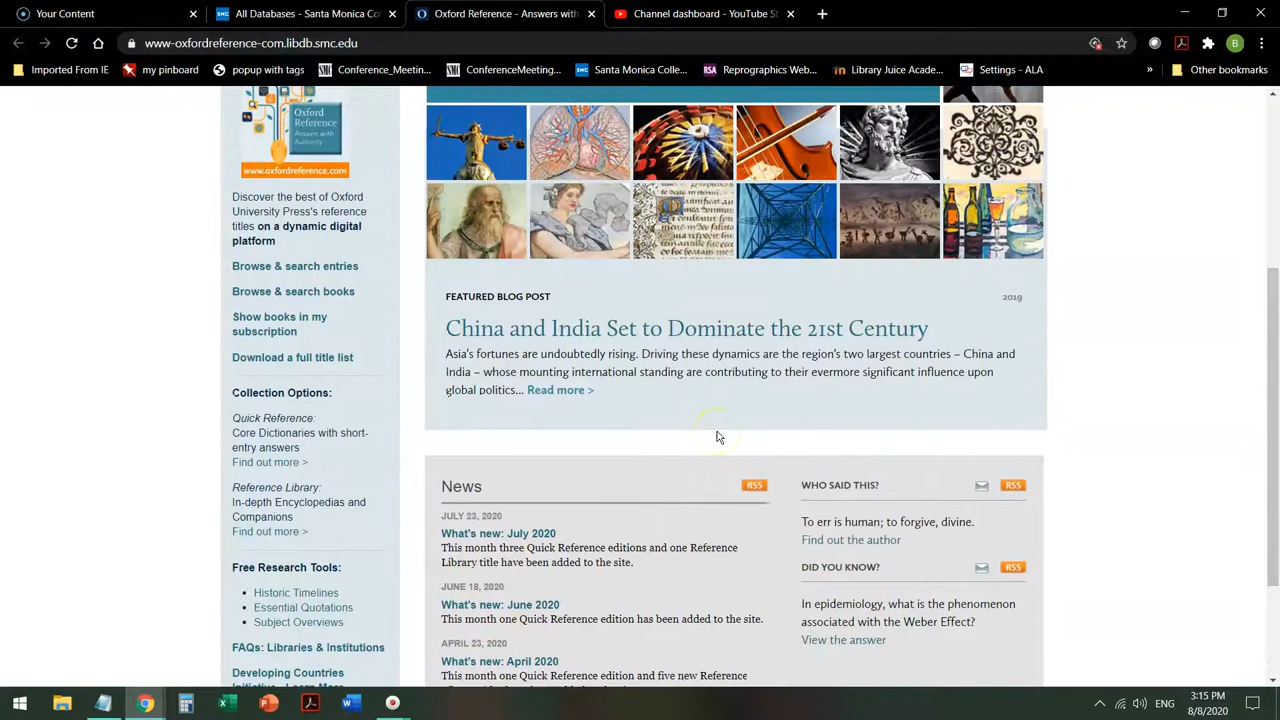 Your Content
All Databases - Santa Monica Co
Oxford Reference - Answers with
Channel dashboard - YouTube St
www-oxfordreference-com.libdb.smc.edu
B
Imported From IE
my pinboard
popup with tags
Conference_Meetin...
ConferenceMeeting...
Santa Monica Colle...
Reprographics Web...
Library Juice Acade...
Settings - ALA
Other bookmarks
Oxford
Reference
Answers with
Authority
www.oxfordreference.com
Discover the best of Oxford
University Press's reference
titles on a dynamic digital
platform
Browse & search entries
Browse & search books
Show books in my
subscription
Download a full title list
Collection Options:
Quick Reference:
Core Dictionaries with short-
entry answers
Find out more >
Reference Library:
In-depth Encyclopedias and
Companions
Find out more >
Free Research Tools:
• Historic Timelines
• Essential Quotations
• Subject Overviews
FAQs: Libraries & Institutions
Developing Countries
FEATURED BLOG POST
2019
China and India Set to Dominate the 21st Century
Asia's fortunes are undoubtedly rising. Driving these dynamics are the region's two largest countries – China and
India – whose mounting international standing are contributing to their evermore significant influence upon
global politics... Read more >
News
RSS
JULY 23, 2020
What's new: July 2020
This month three Quick Reference editions and one Reference
Library title have been added to the site.
JUNE 18, 2020
What's new: June 2020
This month one Quick Reference edition has been added to the site.
APRIL 23, 2020
What's new: April 2020
This month one Quick Reference edition and five new Reference
WHO SAID THIS?
RSS
To err is human; to forgive, divine.
Find out the author
DID YOU KNOW?
RSS
In epidemiology, what is the phenomenon
associated with the Weber Effect?
View the answer
ENG
3:15 PM
8/8/2020